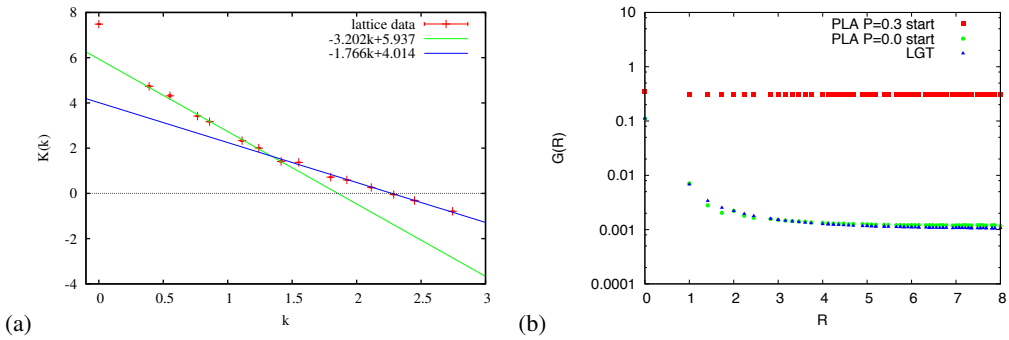 lattice data
-3.202k+5.937
-1.766k+4.014
8
6
4
2
0
-2
-4
K(k)
0 0.5 1 1.5 2 2.5 3
k
(a)
PLA P=0.3 start
PLA P=0.0 start
LGT
10
1
0.1
0.01
0.001
0.0001
G(R)
0 1 2 3 4 5 6 7 8
R
(b)